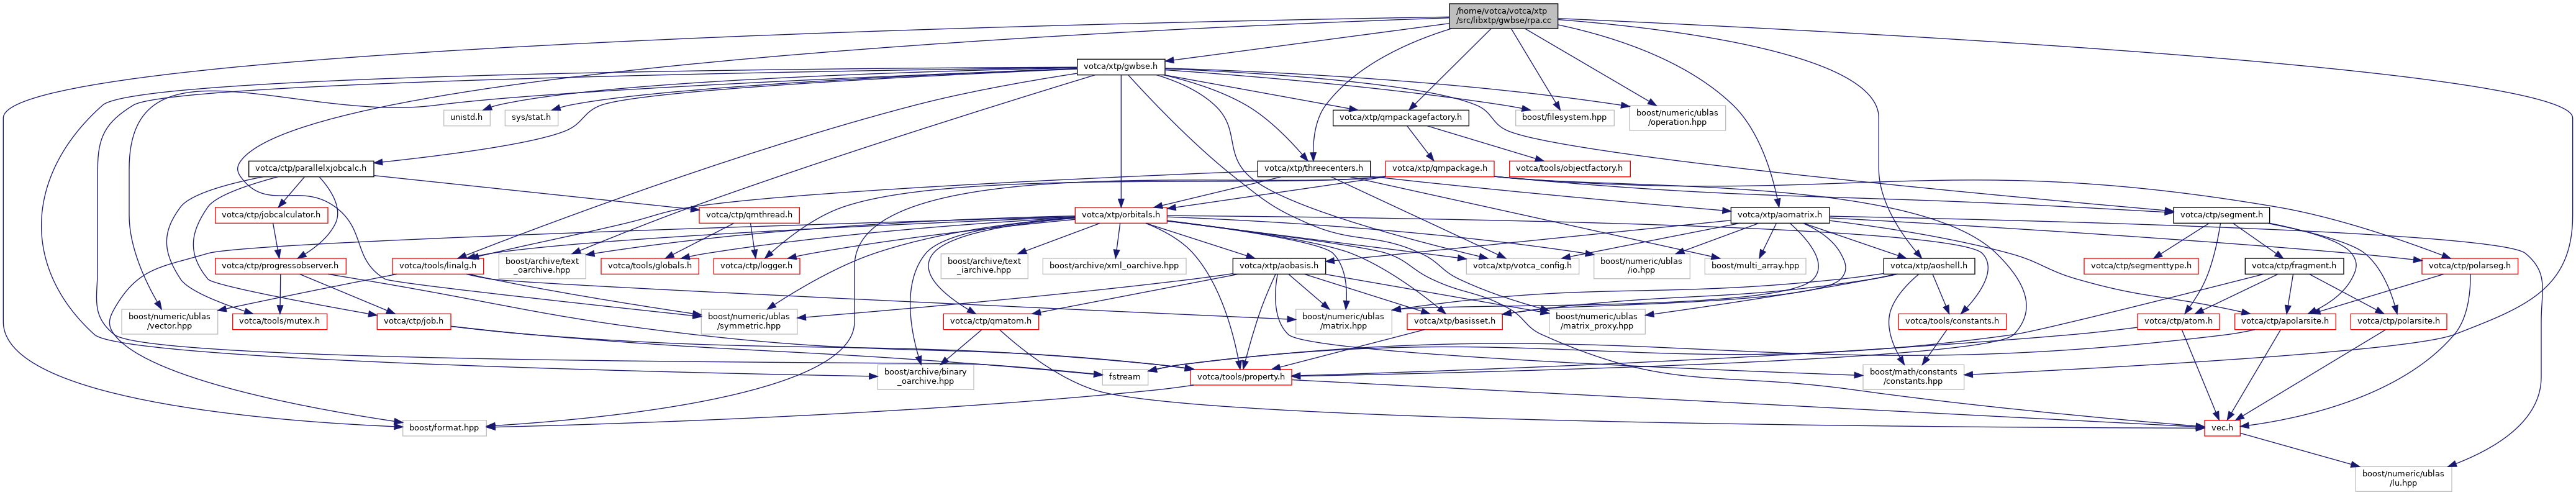 /home/votca/votca/xtp
/src/libxtp/gwbse/rpa.cc
votca/xtp/gwbse.h
unistd.h
sys/stat.h
votca/xtp/qmpackagefactory.h
boost/filesystem.hpp
boost/numeric/ublas
/operation.hpp
votca/ctp/parallelxjobcalc.h
votca/xtp/threecenters.h
votca/xtp/qmpackage.h
votca/tools/objectfactory.h
votca/ctp/jobcalculator.h
votca/ctp/qmthread.h
votca/xtp/orbitals.h
votca/xtp/aomatrix.h
votca/ctp/segment.h
votca/ctp/progressobserver.h
votca/tools/linalg.h
boost/archive/text
_oarchive.hpp
votca/tools/globals.h
votca/ctp/logger.h
boost/archive/text
_iarchive.hpp
boost/archive/xml_oarchive.hpp
votca/xtp/aobasis.h
votca/xtp/votca_config.h
boost/numeric/ublas
/io.hpp
boost/multi_array.hpp
votca/xtp/aoshell.h
votca/ctp/segmenttype.h
votca/ctp/fragment.h
votca/ctp/polarseg.h
boost/numeric/ublas
/vector.hpp
votca/tools/mutex.h
votca/ctp/job.h
boost/numeric/ublas
/symmetric.hpp
votca/ctp/qmatom.h
boost/numeric/ublas
/matrix.hpp
votca/xtp/basisset.h
boost/numeric/ublas
/matrix_proxy.hpp
votca/tools/constants.h
votca/ctp/atom.h
votca/ctp/apolarsite.h
votca/ctp/polarsite.h
boost/archive/binary
_oarchive.hpp
fstream
votca/tools/property.h
boost/math/constants
/constants.hpp
boost/format.hpp
vec.h
boost/numeric/ublas
/lu.hpp